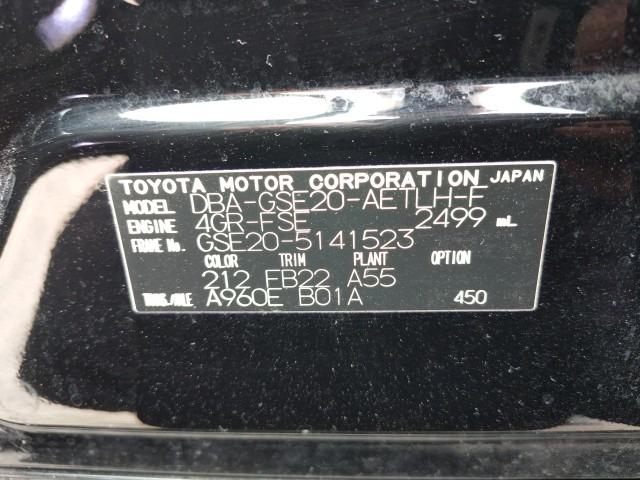 TOYOTA MOTOR CORPORATION JAPAN
MODEL DBA-GSE20-AETLH-F
ENGINE 4GR-FSE 2499 mL
FRAME No. GSE20-5141523
COLOR TRIM PLANT OPTION
212 FB22 A55
TRANS/AXLE A960E B01A 450